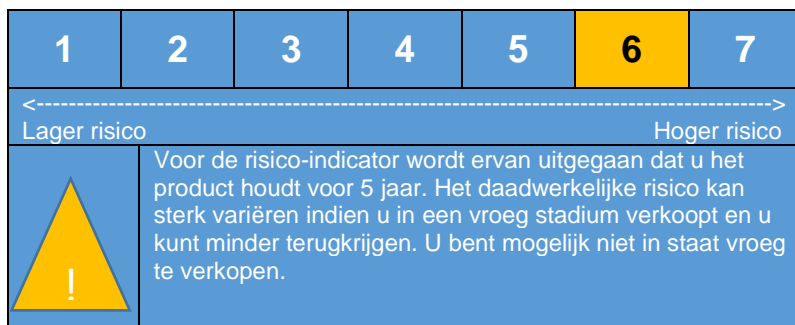 1 2 3 4 5 6 7
<-------------------------------------------------------------------------------------------->
Lager risico Hoger risico
Voor de risico-indicator wordt ervan uitgegaan dat u het
product houdt voor 5 jaar. Het daadwerkelijke risico kan
sterk variëren indien u in een vroeg stadium verkoopt en u
kunt minder terugkrijgen. U bent mogelijk niet in staat vroeg
te verkopen.
!